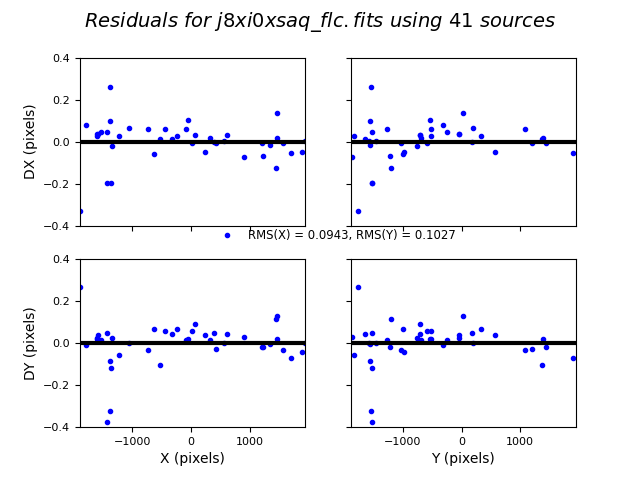 Residuals for j8xi0xsaq_flc.fits using 41 sources
0.4
0.2
0.0
−0.2
−0.4
DX (pixels)
RMS(X) = 0.0943, RMS(Y) = 0.1027
0.4
0.2
0.0
−0.2
−0.4
DY (pixels)
−1000 0 1000
X (pixels)
−1000 0 1000
Y (pixels)